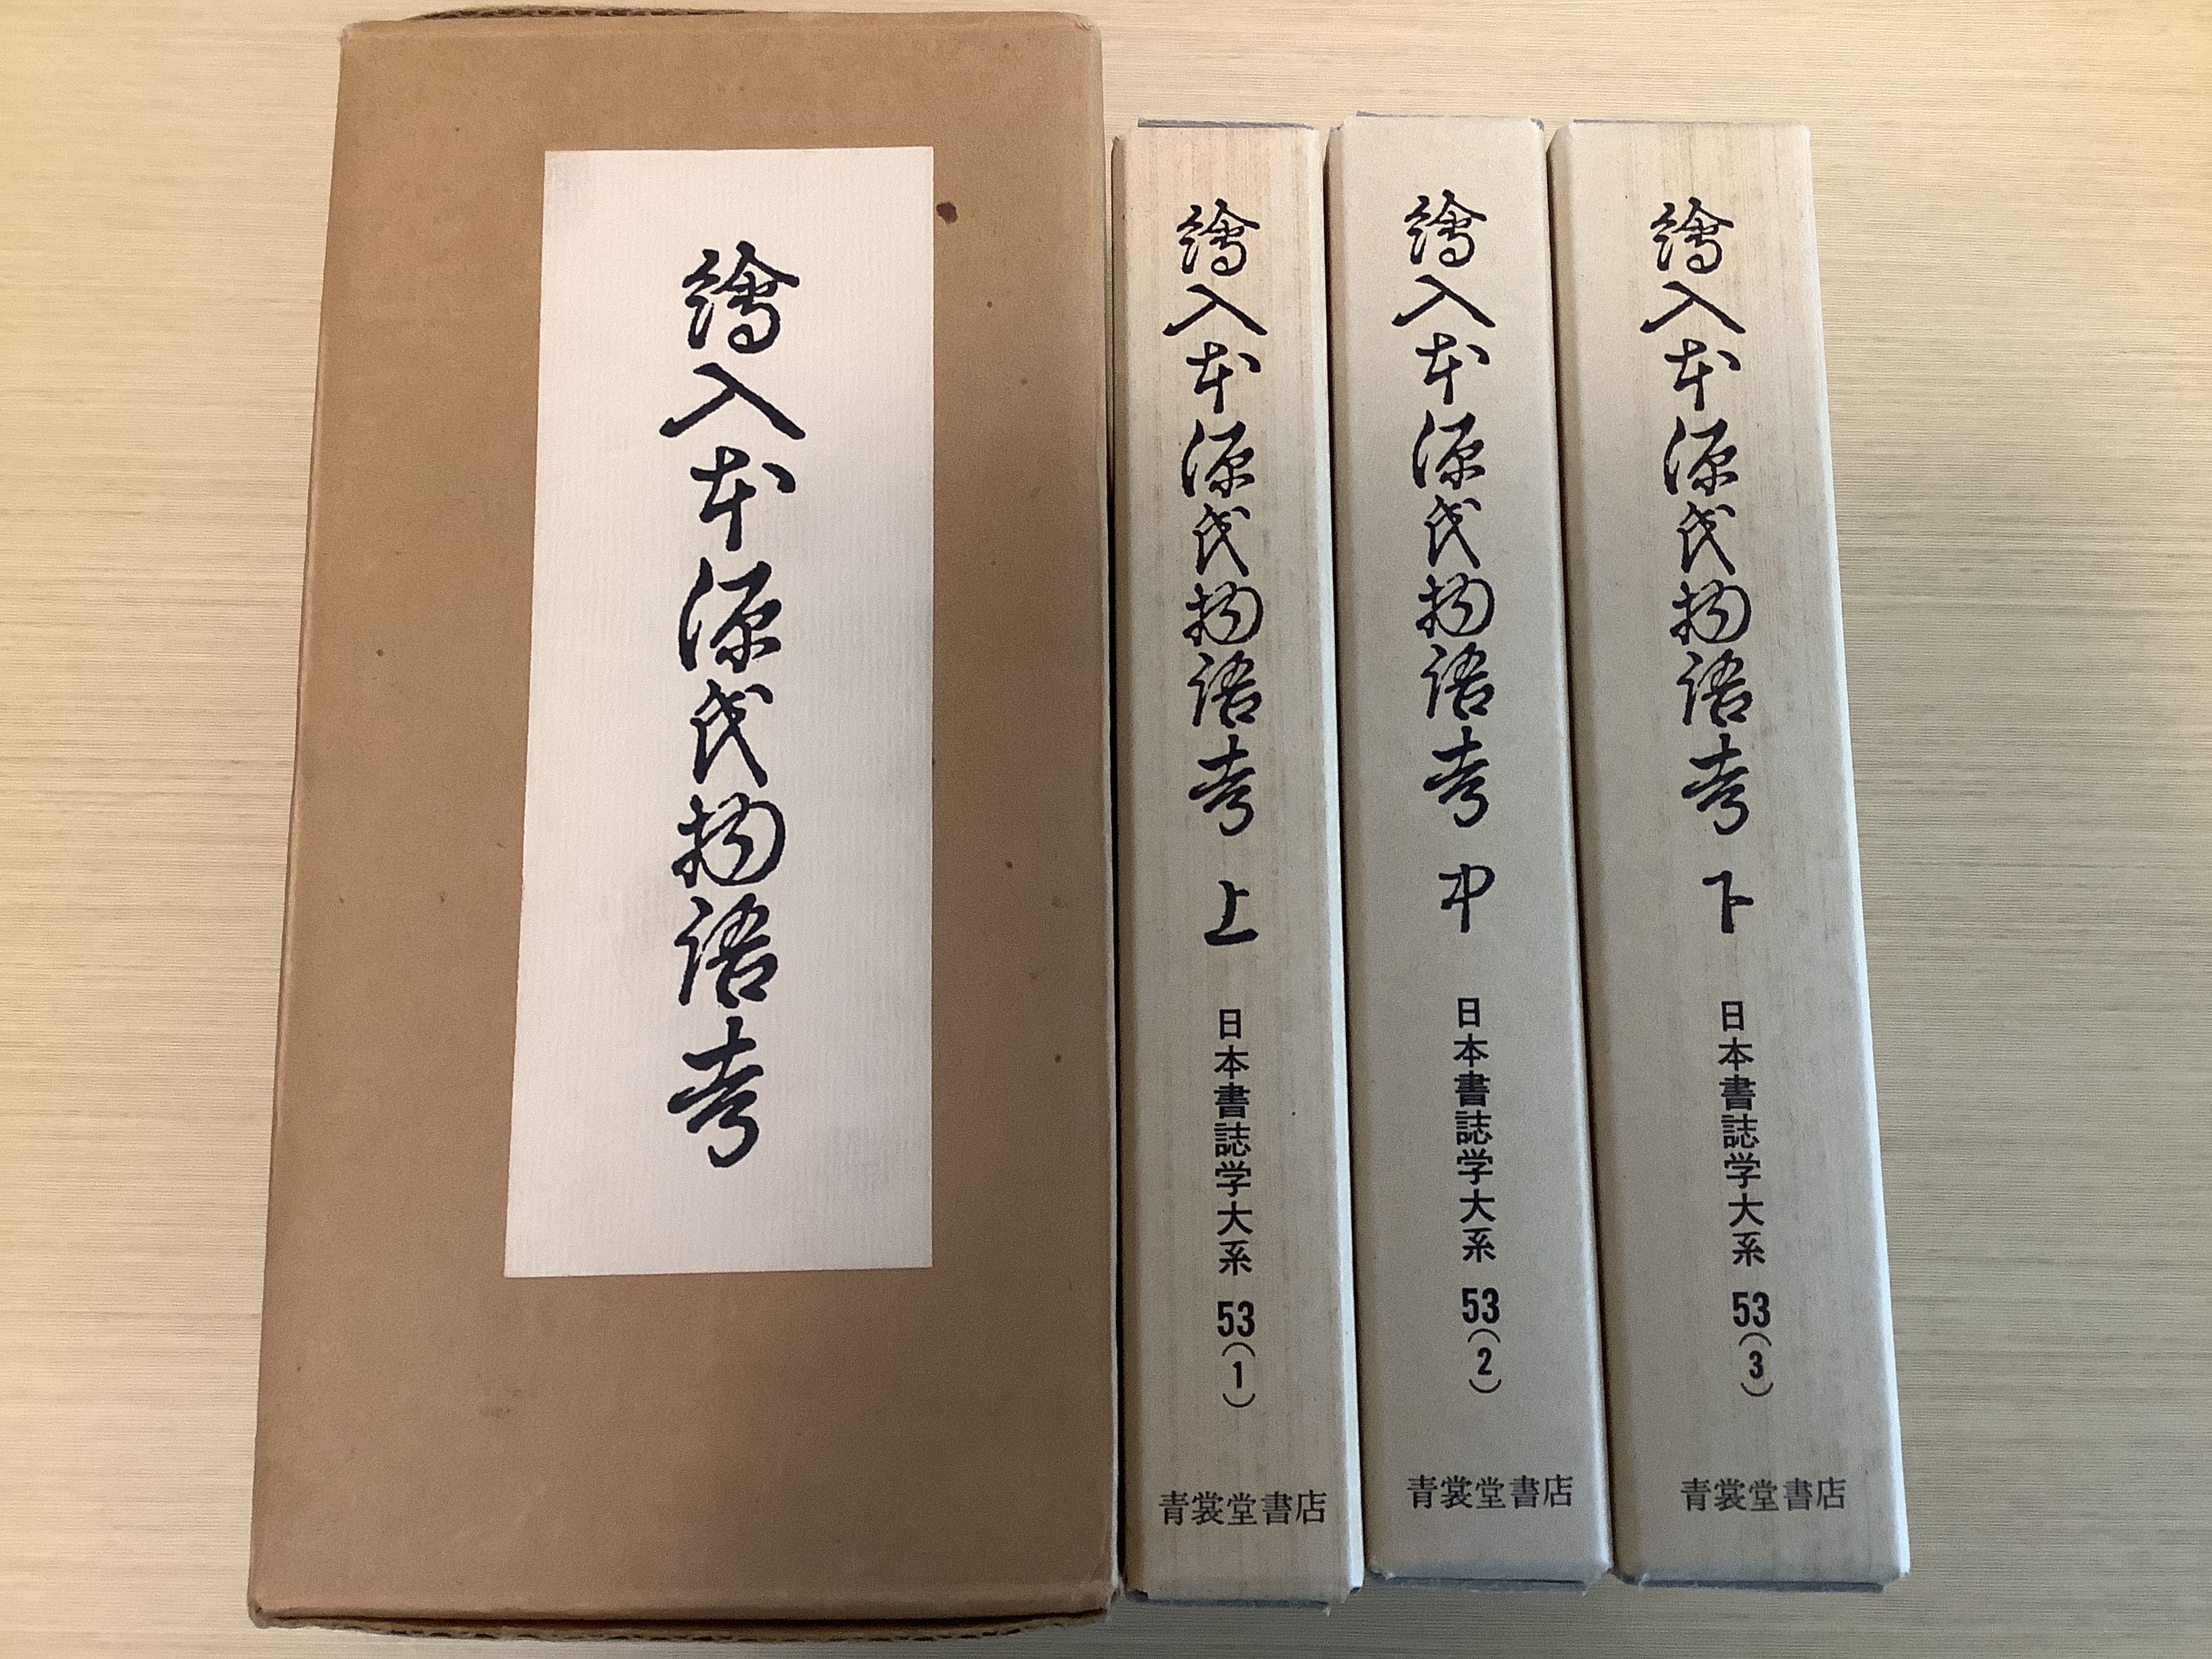 繪入本源氏物語考
繪入本源氏物語考 上 日本書誌学大系 53(1)
青裳堂書店
繪入本源氏物語考 中 日本書誌学大系 53(2)
青裳堂書店
繪入本源氏物語考 下 日本書誌学大系 53(3)
青裳堂書店